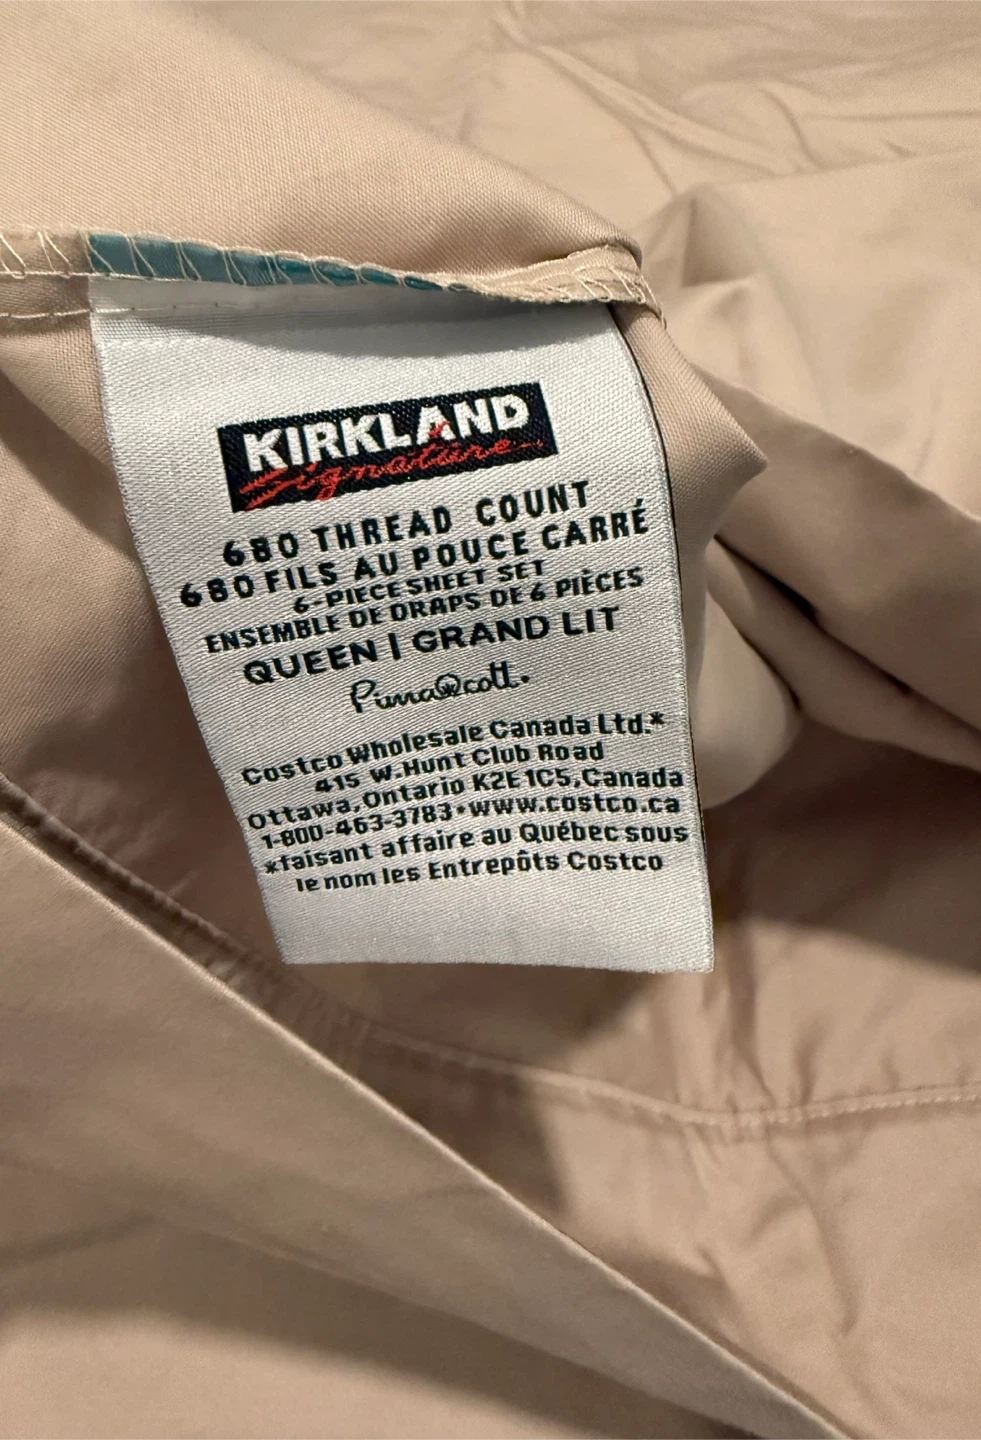 KIRKLAND
Signature
680 THREAD COUNT
680 FILS AU POUCE CARRÉ
6-PIECE SHEET SET
ENSEMBLE DE DRAPS DE 6 PIÈCES
QUEEN | GRAND LIT
Pimacott.
Costco Wholesale Canada Ltd.*
415 W.Hunt Club Road
Ottawa,Ontario K2E 1C5,Canada
1-800-463-3783•www.costco.ca
*faisant affaire au Québec sous
le nom les Entrepôts Costco